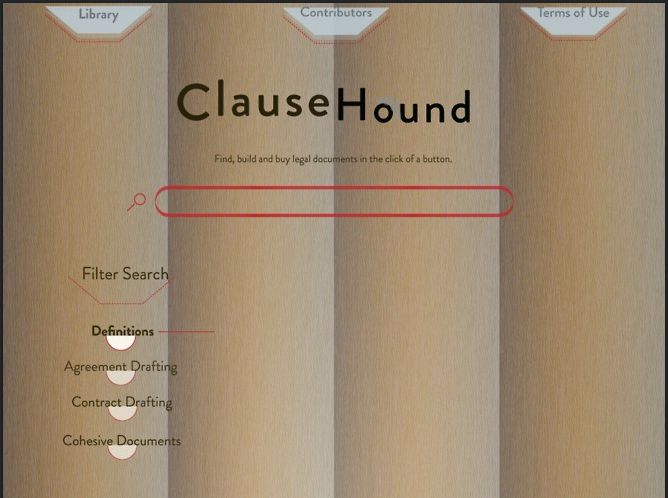 Library
Contributors
Terms of Use
ClauseHound
Find, build and buy legal documents in the click of a button.
Filter Search
Definitions
Agreement Drafting
Contract Drafting
Cohesive Documents